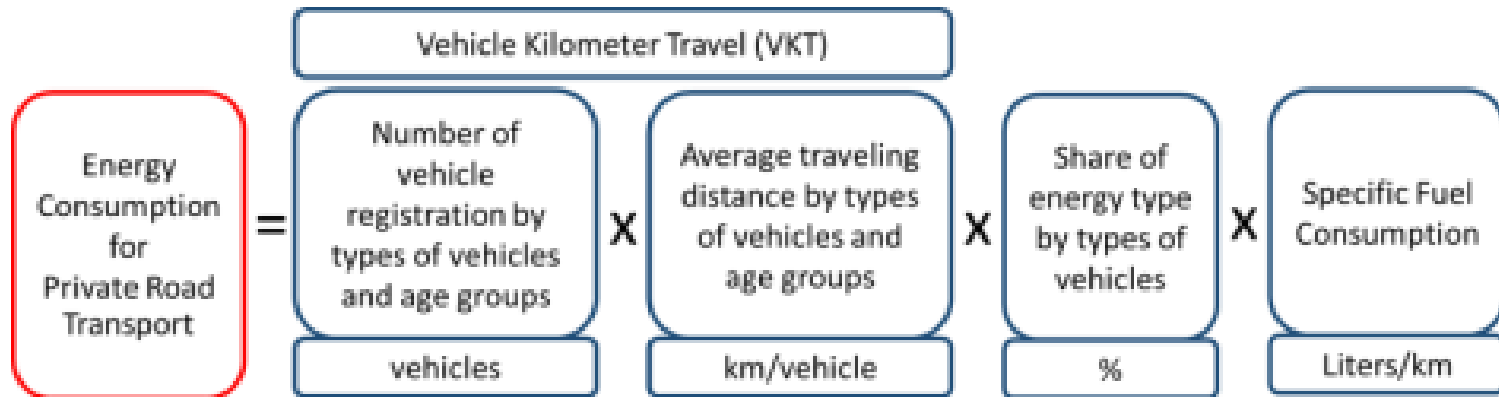 Vehicle Kilometer Travel (VKT)
Energy
Consumption
for
Private Road
Transport
=
Number of
vehicle
registration by
types of vehicles
and age groups
vehicles
X
Average traveling
distance by types
of vehicles and
age groups
km/vehicle
X
Share of
energy type
by types of
vehicles
%
X
Specific Fuel
Consumption
Liters/km